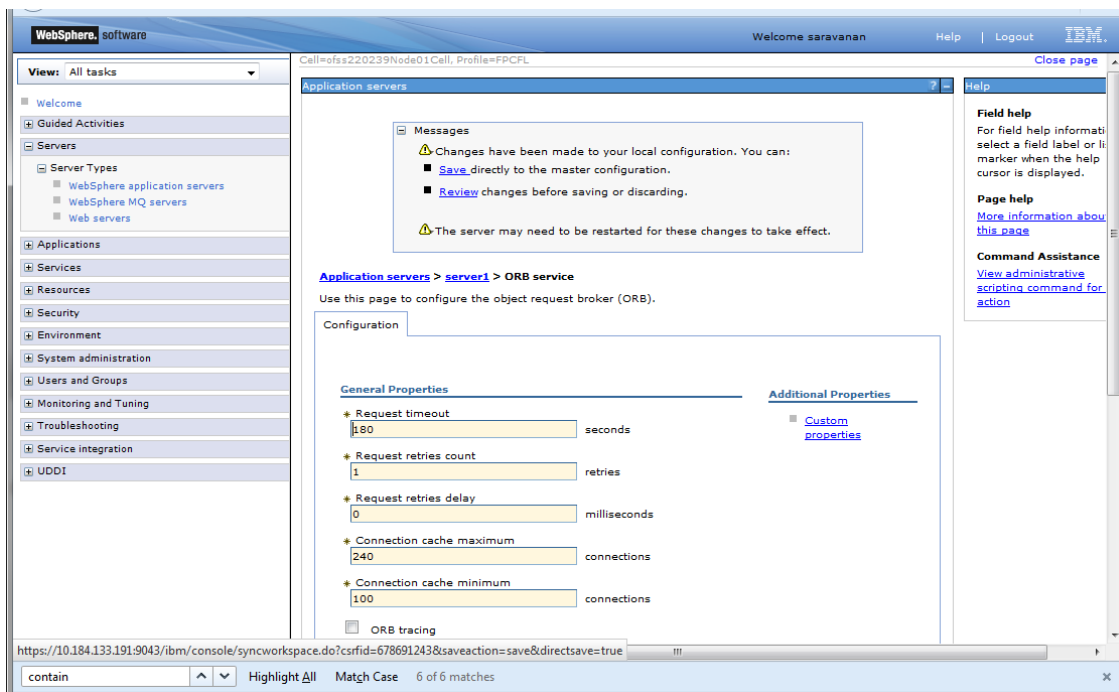 WebSphere. software
Welcome saravanan
Help | Logout
IBM.
View: All tasks
Cell=ofss220239Node01Cell, Profile=FPCFL
Close page
Welcome
Guided Activities
Servers
Server Types
WebSphere application servers
WebSphere MQ servers
Web servers
Applications
Services
Resources
Security
Environment
System administration
Users and Groups
Monitoring and Tuning
Troubleshooting
Service integration
UDDI
Application servers
? -
Messages
Changes have been made to your local configuration. You can:
Save directly to the master configuration.
Review changes before saving or discarding.
The server may need to be restarted for these changes to take effect.
Application servers > server1 > ORB service
Use this page to configure the object request broker (ORB).
Configuration
General Properties
* Request timeout
180 seconds
* Request retries count
1 retries
* Request retries delay
0 milliseconds
* Connection cache maximum
240 connections
* Connection cache minimum
100 connections
ORB tracing
Additional Properties
Custom
properties
Help
Field help
For field help informati
select a field label or li
marker when the help
cursor is displayed.
Page help
More information abou
this page
Command Assistance
View administrative
scripting command for
action
https://10.184.133.191:9043/ibm/console/syncworkspace.do?csrfid=678691243&saveaction=save&directsave=true
contain
Highlight All Match Case 6 of 6 matches